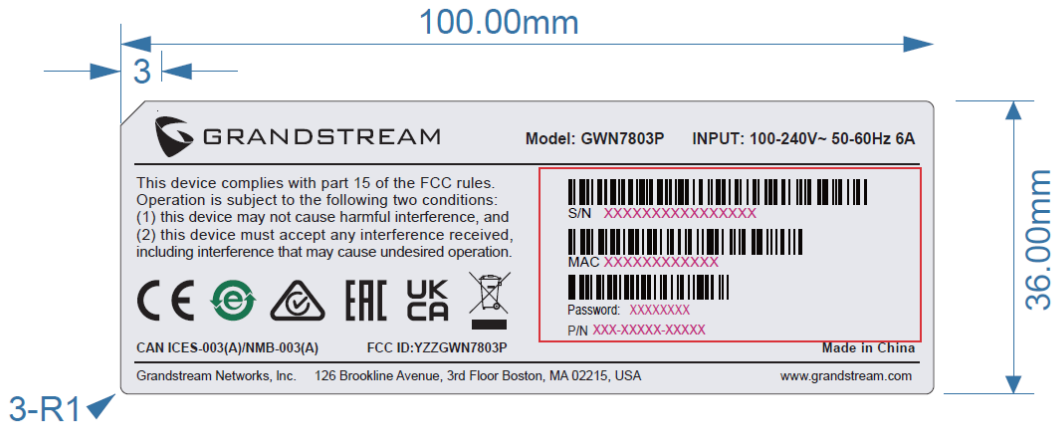 100.00mm
3
GRANDSTREAM Model: GWN7803P INPUT: 100-240V~ 50-60Hz 6A
This device complies with part 15 of the FCC rules.
Operation is subject to the following two conditions:
(1) this device may not cause harmful interference, and
(2) this device must accept any interference received,
including interference that may cause undesired operation.
S/N XXXXXXXXXXXXXXXX
MAC XXXXXXXXXXXX
Password: XXXXXXXX
P/N XXX-XXXXX-XXXXX
CE e EAC UK CA
CAN ICES-003(A)/NMB-003(A) FCC ID:YZZGWN7803P Made in China
Grandstream Networks, Inc. 126 Brookline Avenue, 3rd Floor Boston, MA 02215, USA www.grandstream.com
36.00mm
3-R1